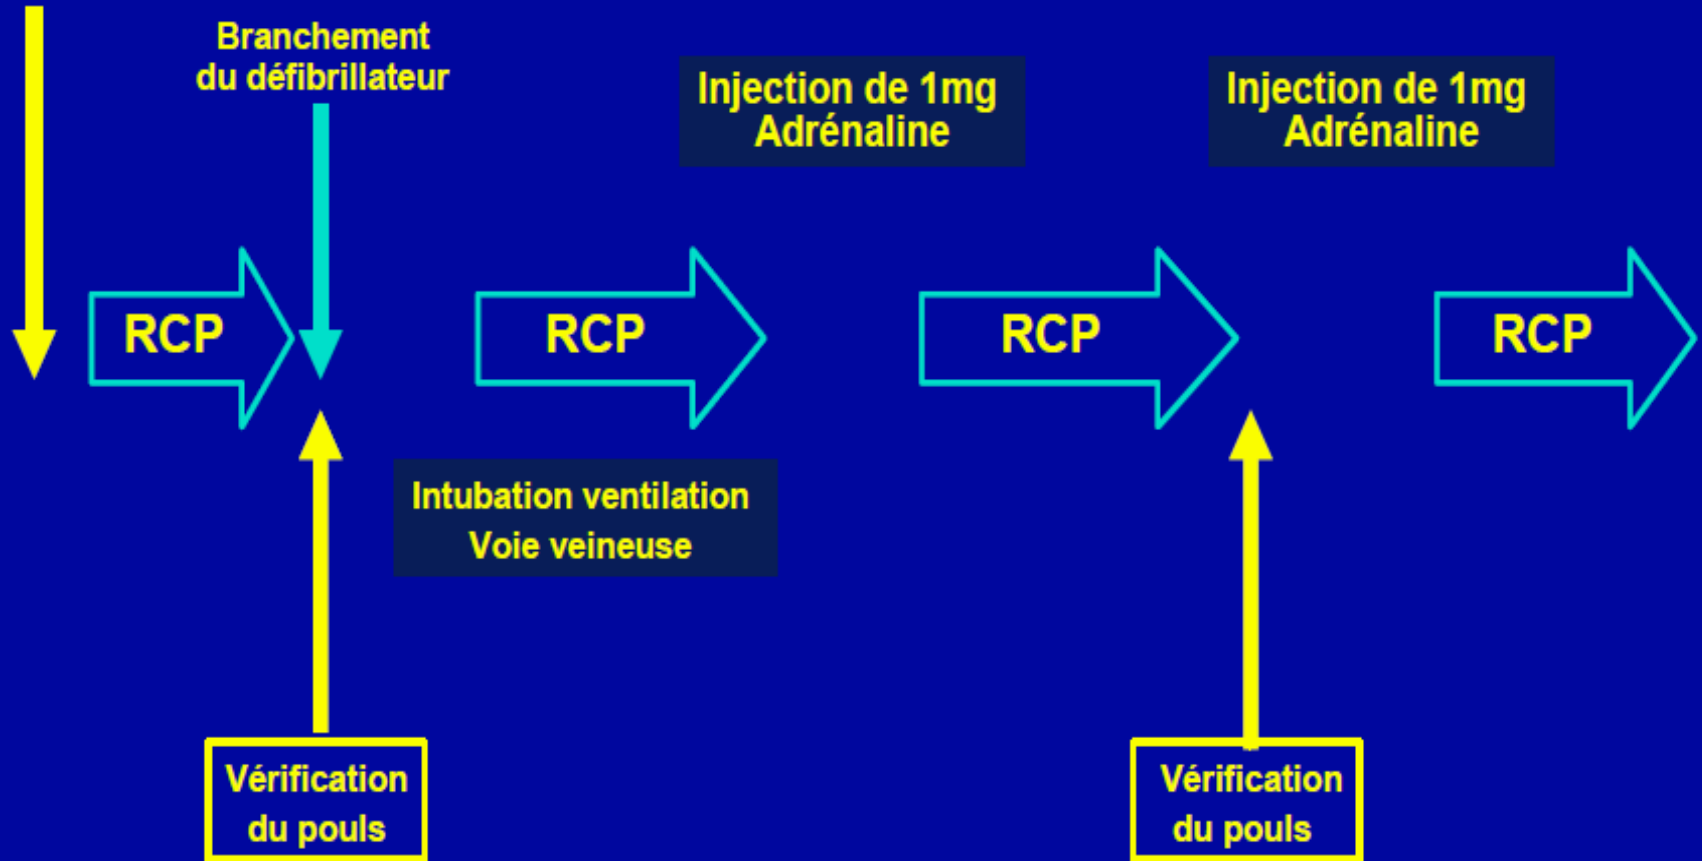 Branchement
du défibrillateur
Injection de 1mg
Adrénaline
Injection de 1mg
Adrénaline
RCP
RCP
RCP
RCP
Intubation ventilation
Voie veineuse
Vérification
du pouls
Vérification
du pouls